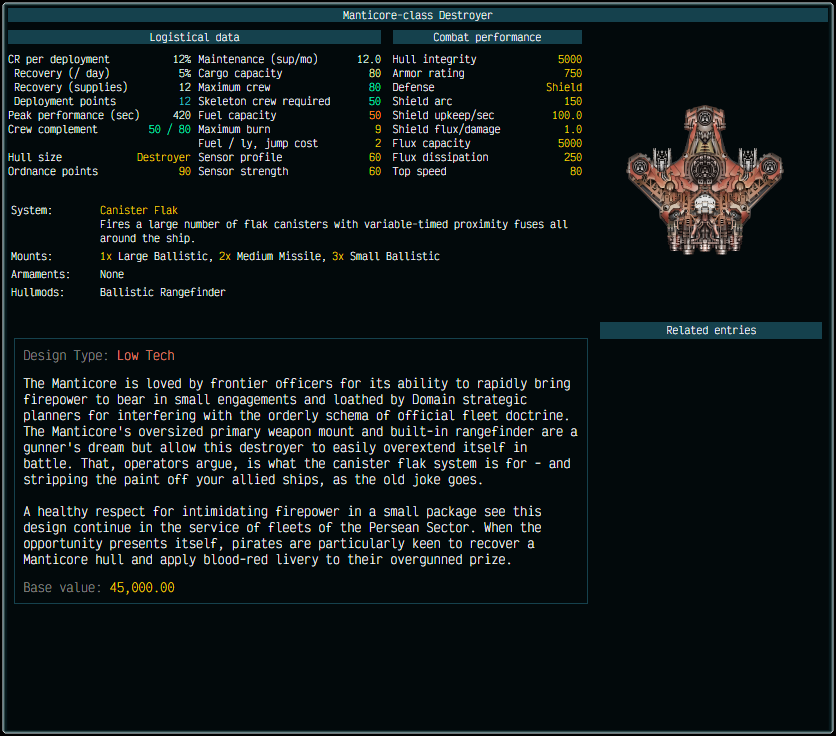 Manticore-class Destroyer
Logistical data
Combat performance
CR per deployment 12% Maintenance (sup/mo) 12.0 Hull integrity 5000
Recovery (/ day) 5% Cargo capacity 80 Armor rating 750
Recovery (supplies) 12 Maximum crew 80 Defense Shield
Deployment points 12 Skeleton crew required 50 Shield arc 150
Peak performance (sec) 420 Fuel capacity 50 Shield upkeep/sec 100.0
Crew complement 50 / 80 Maximum burn 9 Shield flux/damage 1.0
Fuel / ly, jump cost 2 Flux capacity 5000
Hull size Destroyer Sensor profile 60 Flux dissipation 250
Ordnance points 90 Sensor strength 60 Top speed 80
System: Canister Flak
Fires a large number of flak canisters with variable-timed proximity fuses all
around the ship.
Mounts: 1x Large Ballistic, 2x Medium Missile, 3x Small Ballistic
Armaments: None
Hullmods: Ballistic Rangefinder
Related entries
Design Type: Low Tech
The Manticore is loved by frontier officers for its ability to rapidly bring
firepower to bear in small engagements and loathed by Domain strategic
planners for interfering with the orderly schema of official fleet doctrine.
The Manticore's oversized primary weapon mount and built-in rangefinder are a
gunner's dream but allow this destroyer to easily overextend itself in
battle. That, operators argue, is what the canister flak system is for - and
stripping the paint off your allied ships, as the old joke goes.
A healthy respect for intimidating firepower in a small package see this
design continue in the service of fleets of the Persean Sector. When the
opportunity presents itself, pirates are particularly keen to recover a
Manticore hull and apply blood-red livery to their overgunned prize.
Base value: 45,000.00